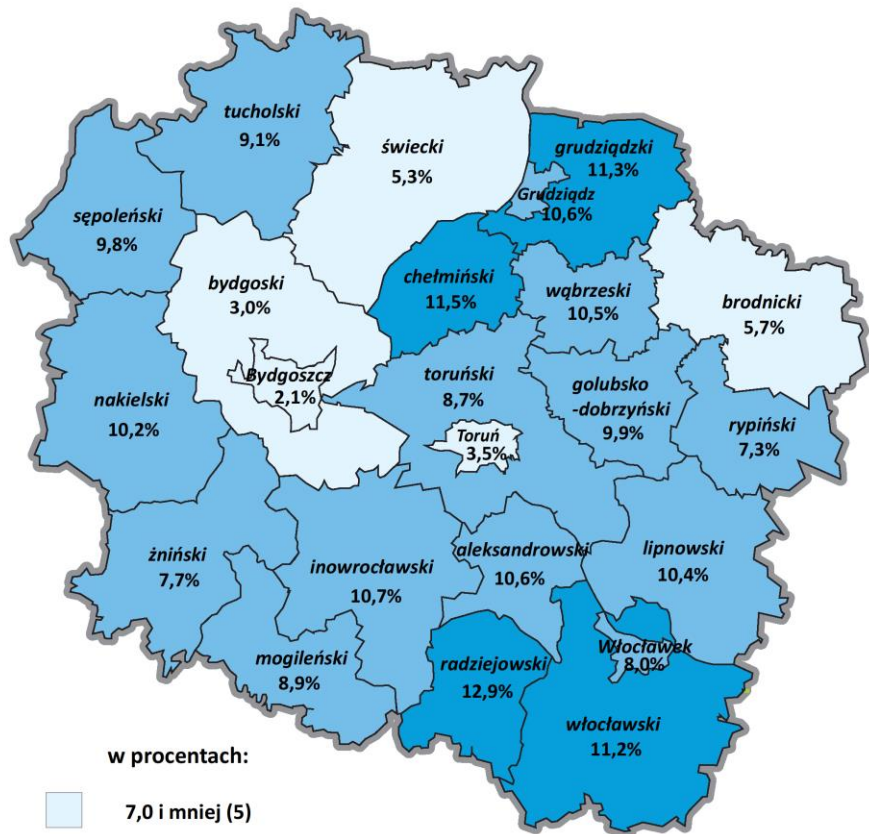 tucholski
9,1%
świecki
5,3%
grudziądzki
11,3%
Grudziądz
10,6%
sępoleński
9,8%
bydgoski
3,0%
chełmiński
11,5%
wąbrzeski
10,5%
brodnicki
5,7%
Bydgoszcz
2,1%
nakielski
10,2%
toruński
8,7%
golubsko
-dobrzyński
9,9%
rypiński
7,3%
Toruń
3,5%
żniński
7,7%
inowrocławski
10,7%
aleksandrowski
10,6%
lipnowski
10,4%
mogileński
8,9%
radziejowski
12,9%
Włocławek
8,0%
włocławski
11,2%
w procentach:
7,0 i mniej (5)